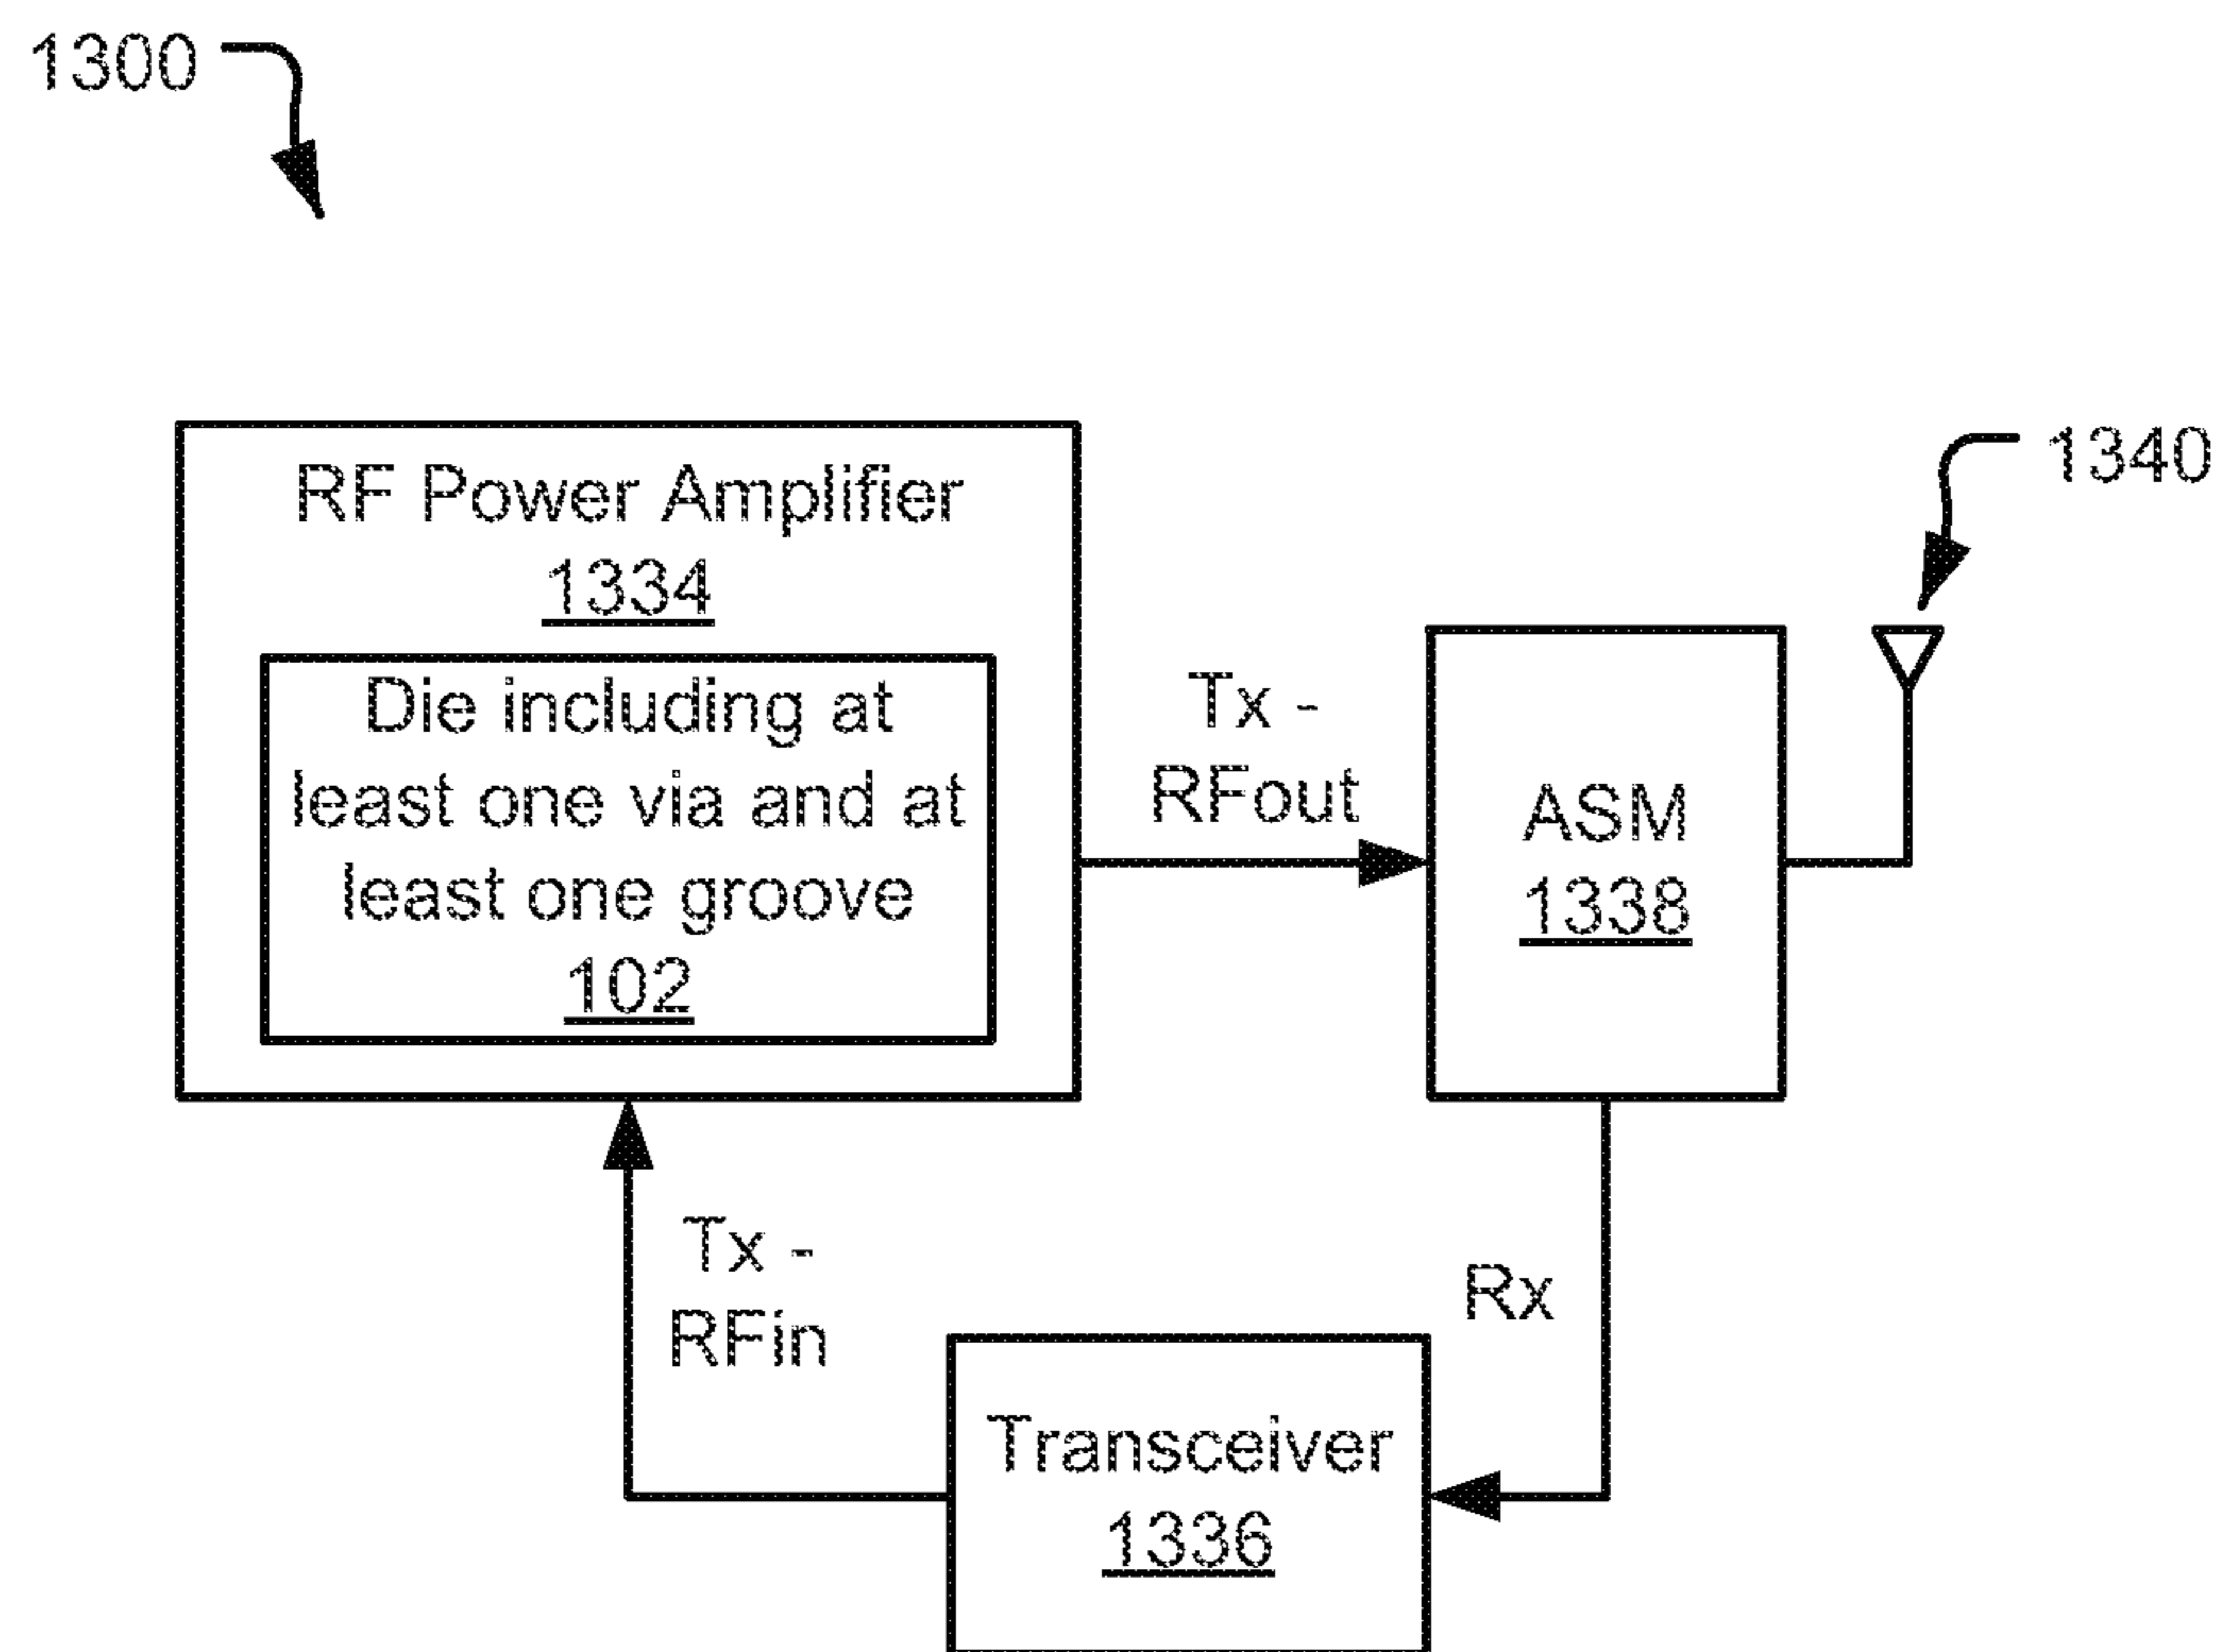 1300
1340
RF Power Amplifier
1334
Die including at
least one via and at
least one groove
102
Tx -
RFout
ASM
1338
Tx -
RFin
Rx
Transceiver
1336